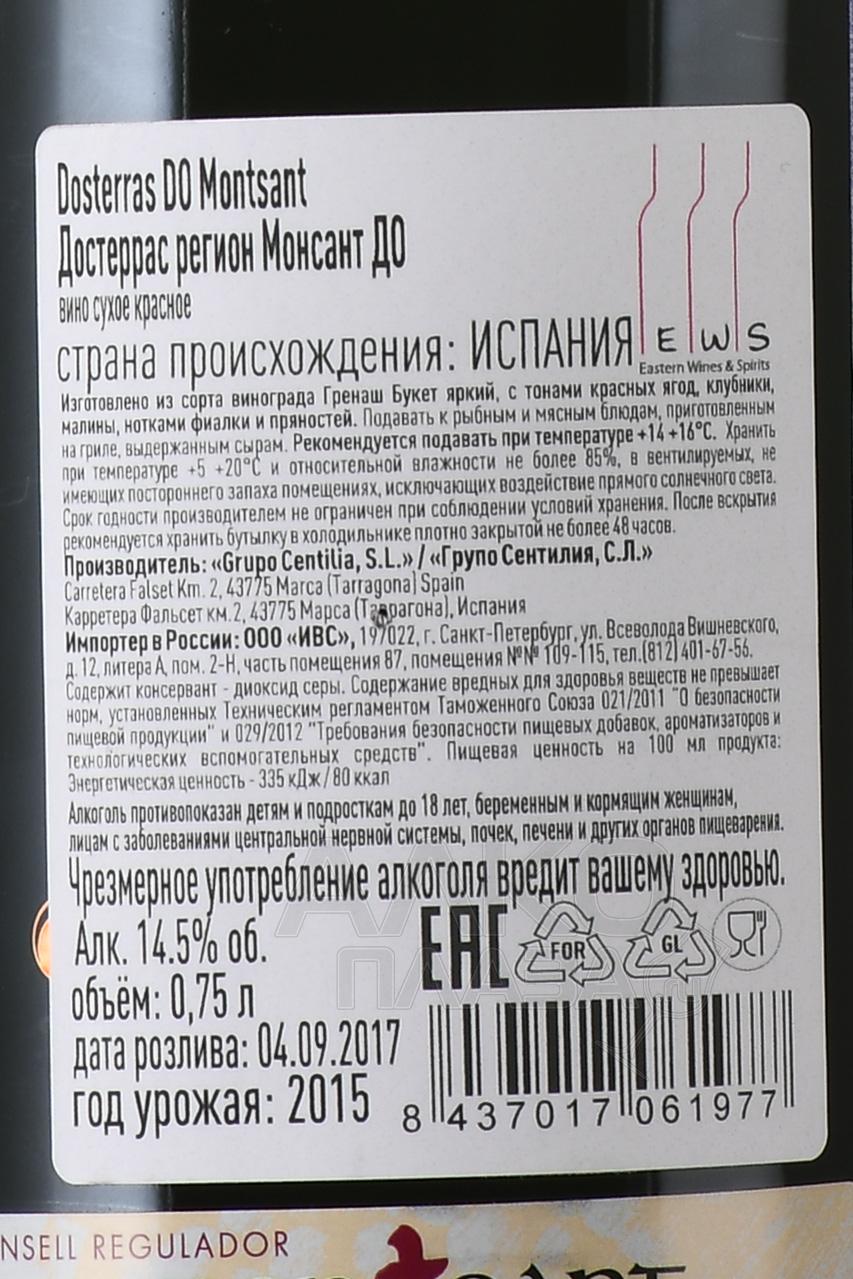 Dosterras DO Montsant
Достеррас регион Монсант ДО
вино сухое красное
страна происхождения: ИСПАНИЯ
E W S
Eastern Wines & Spirits
Изготовлено из сорта винограда Гренаш Букет яркий, с тонами красных ягод, клубники,
малины, нотками фиалки и пряностей. Подавать к рыбным и мясным блюдам, приготовленным
на гриле, выдержанным сырам. Рекомендуется подавать при температуре +14 +16°С. Хранить
при температуре +5 +20°С и относительной влажности не более 85%, в вентилируемых, не
имеющих постороннего запаха помещениях, исключающих воздействие прямого солнечного света.
Срок годности производителем не ограничен при соблюдении условий хранения. После вскрытия
рекомендуется хранить бутылку в холодильнике плотно закрытой не более 48 часов.
Производитель: «Grupo Centilia, S.L.» / «Групо Сентилия, С.Л.»
Carretera Falset Km. 2, 43775 Marca (Tarragona) Spain
Карретера Фальсет км.2, 43775 Марса (Таррагона), Испания
Импортер в России: ООО «ИВС», 197022, г. Санкт-Петербург, ул. Всеволода Вишневского,
д. 12, литера А, пом. 2-Н, часть помещения 87, помещения №№ 109-115, тел.(812) 401-67-56.
Содержит консервант - диоксид серы. Содержание вредных для здоровья веществ не превышает
норм, установленных Техническим регламентом Таможенного Союза 021/2011 "О безопасности
пищевой продукции" и 029/2012 "Требования безопасности пищевых добавок, ароматизаторов и
технологических вспомогательных средств". Пищевая ценность на 100 мл продукта:
Энергетическая ценность - 335 кДж/ 80 ккал
Алкоголь противопоказан детям и подросткам до 18 лет, беременным и кормящим женщинам,
лицам с заболеваниями центральной нервной системы, почек, печени и других органов пищеварения.
Чрезмерное употребление алкоголя вредит вашему здоровью.
Алк. 14.5% об.
EAC
FOR
GL
АЛКО
ПЛАЗА
объём: 0,75 л
дата розлива: 04.09.2017
год урожая: 2015
8 437017 061977
NSELL REGULADOR